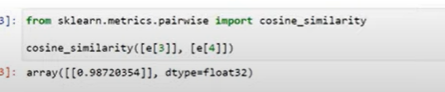 3]: from sklearn.metrics.pairwise import cosine_similarity
cosine_similarity([e[3]], [e[4]])
3]: array([[0.98720354]], dtype=float32)